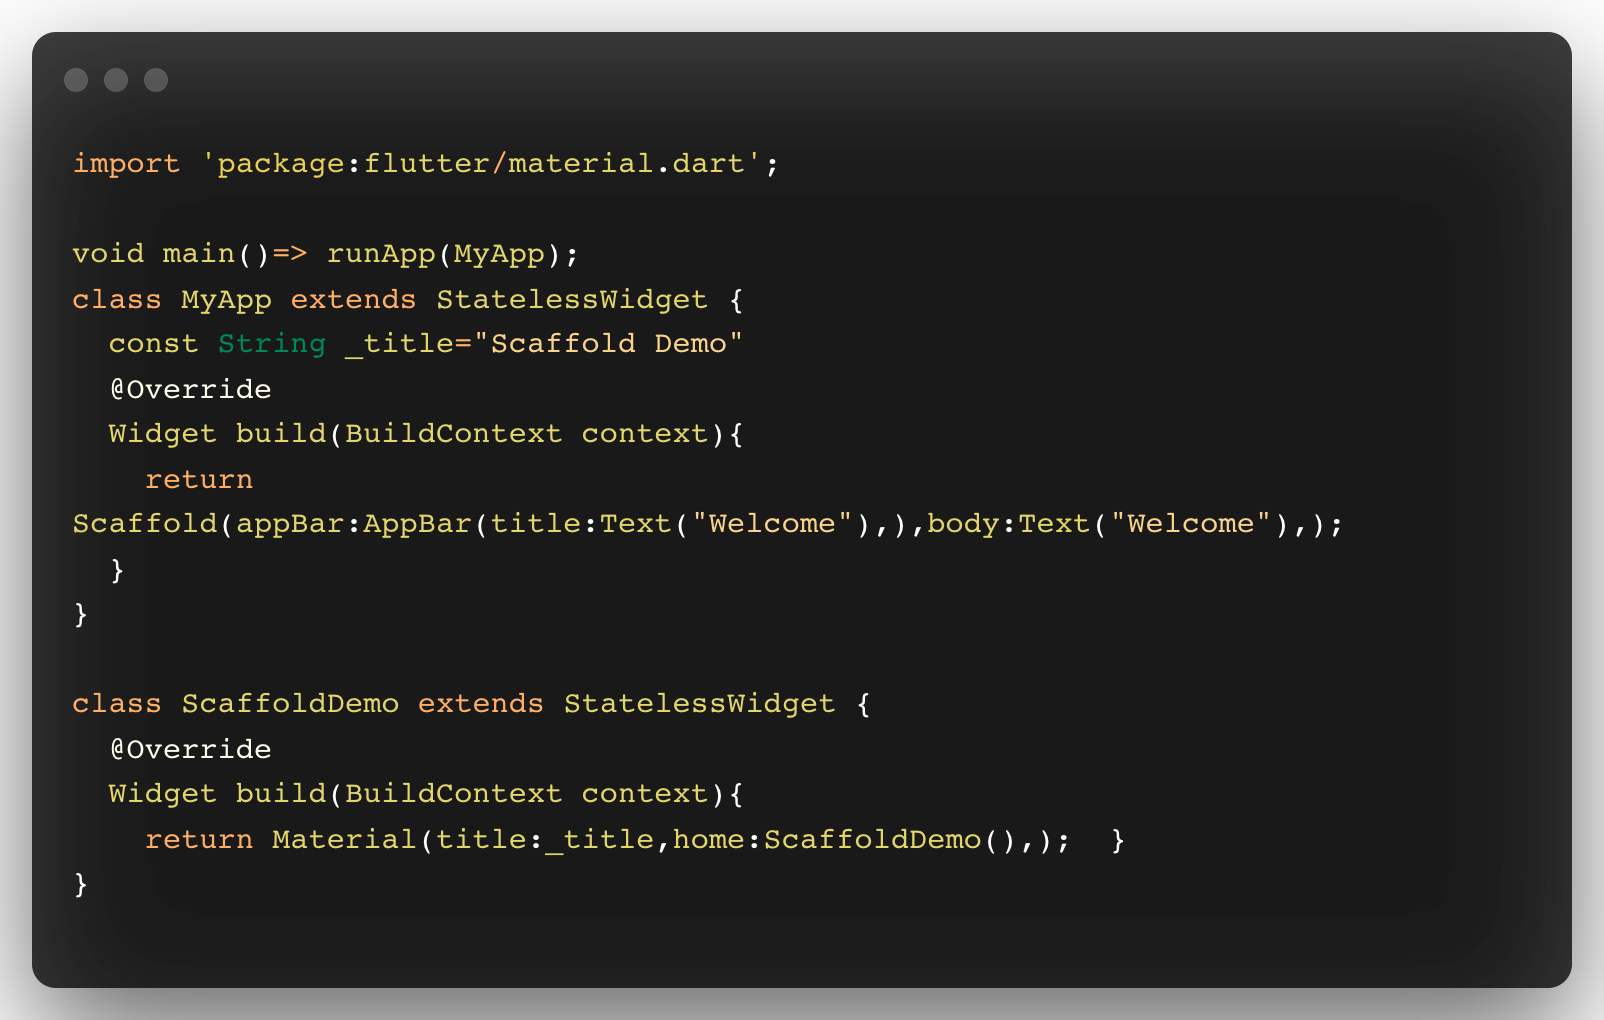 import 'package:flutter/material.dart';
void main()=> runApp(MyApp);
class MyApp extends StatelessWidget {
const String _title="Scaffold Demo"
@Override
Widget build(BuildContext context){
return
Scaffold(appBar:AppBar(title:Text("Welcome"),),body:Text("Welcome"),);
}
}
class ScaffoldDemo extends StatelessWidget {
@Override
Widget build(BuildContext context){
return Material(title:_title,home:ScaffoldDemo(),);  }
}